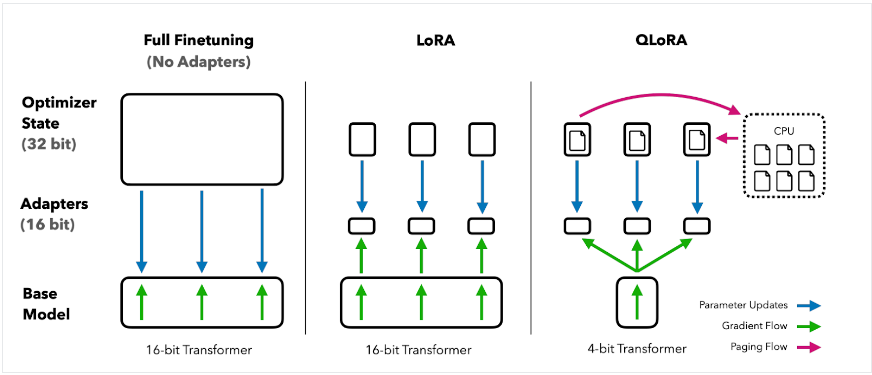 Full Finetuning
(No Adapters)
LoRA
QLoRA
Optimizer
State
(32 bit)
CPU
Adapters
(16 bit)
Base
Model
Parameter Updates
Gradient Flow
Paging Flow
16-bit Transformer
16-bit Transformer
4-bit Transformer